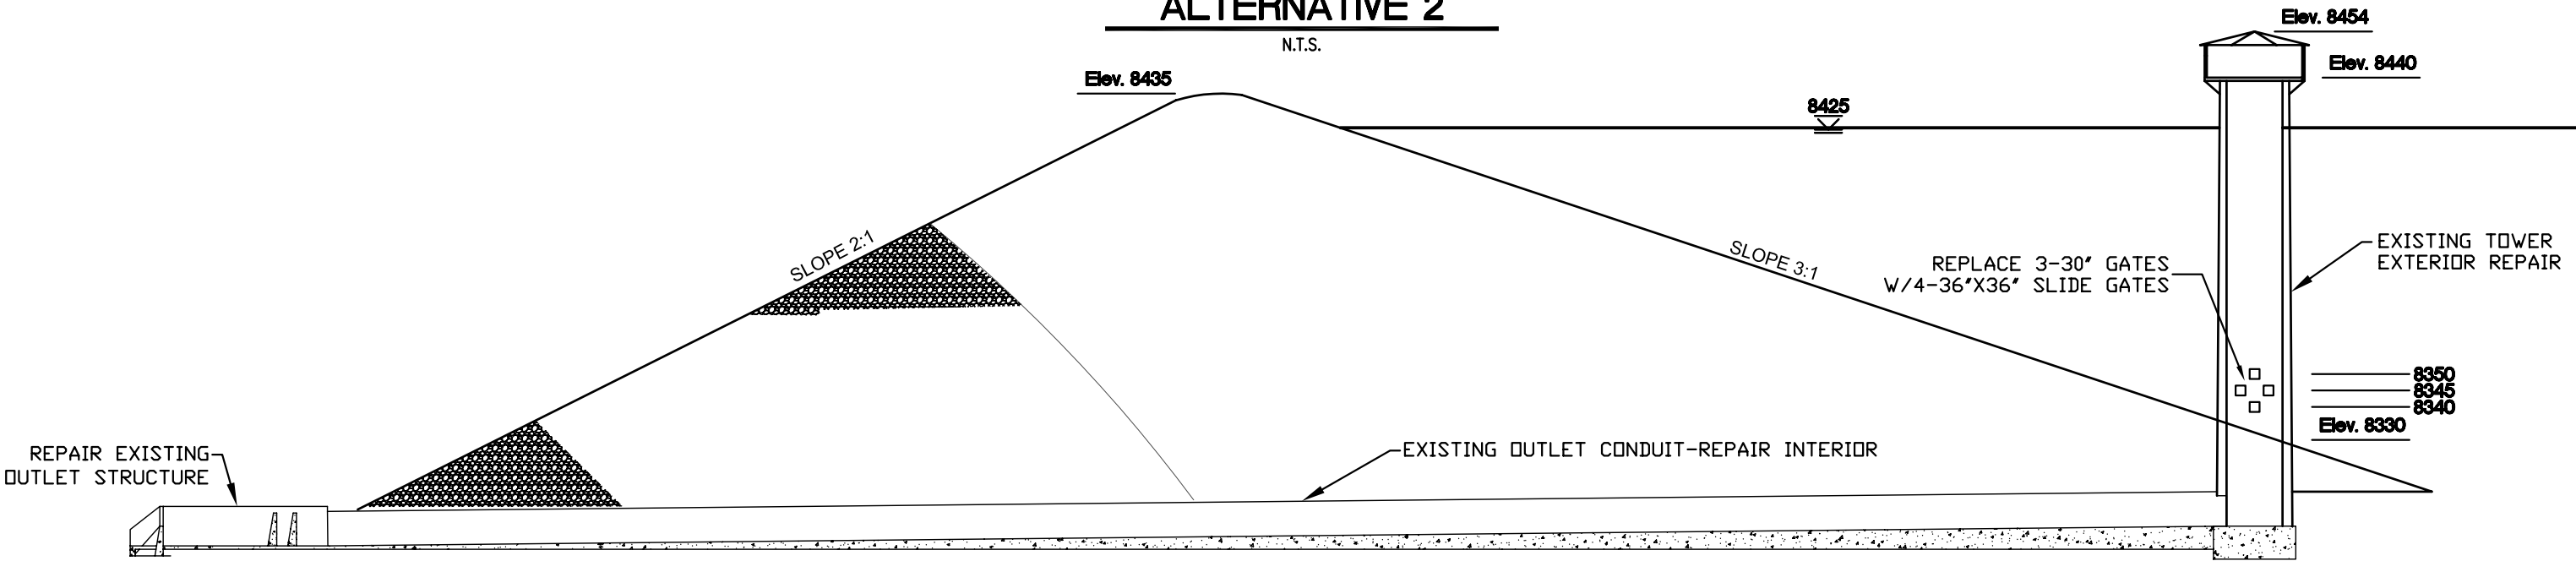 ALTERNATIVE 2
N.T.S.
Elev. 8454
Elev. 8440
Elev. 8435
8425
SLOPE 2:1
SLOPE 3:1
EXISTING TOWER
EXTERIOR REPAIR
REPLACE 3-30" GATES
W/4-36"X36" SLIDE GATES
8350
8345
8340
Elev. 8330
EXISTING OUTLET CONDUIT-REPAIR INTERIOR
REPAIR EXISTING
OUTLET STRUCTURE